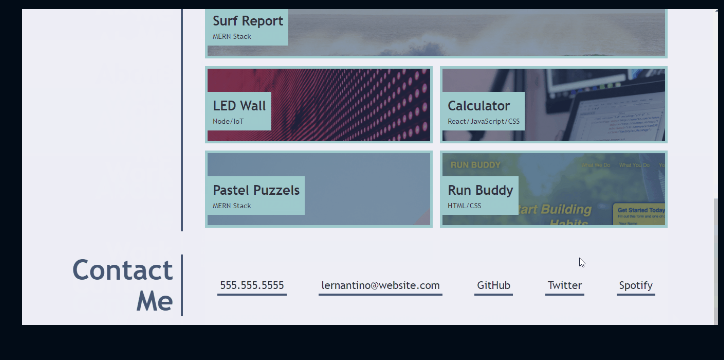 Surf Report
MERN Stack
LED Wall
Node/IoT
Calculator
React/JavaScript/CSS
Pastel Puzzels
MERN Stack
RUN BUDDY
Run Buddy
HTML/CSS
Start Building
Habits
Get Started Today
Contact
Me
555.555.5555
lernantino@website.com
GitHub
Twitter
Spotify